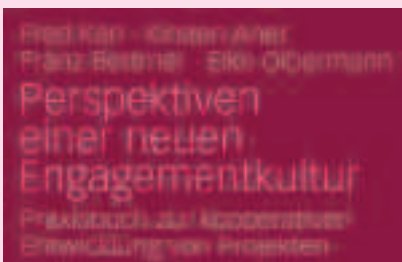 Fred Karl · Kirsten Aner
Franz Bettmer · Elke Olbermann
Perspektiven
einer neuen
Engagementkultur
Praxisbuch zur kooperativen
Entwicklung von Projekten